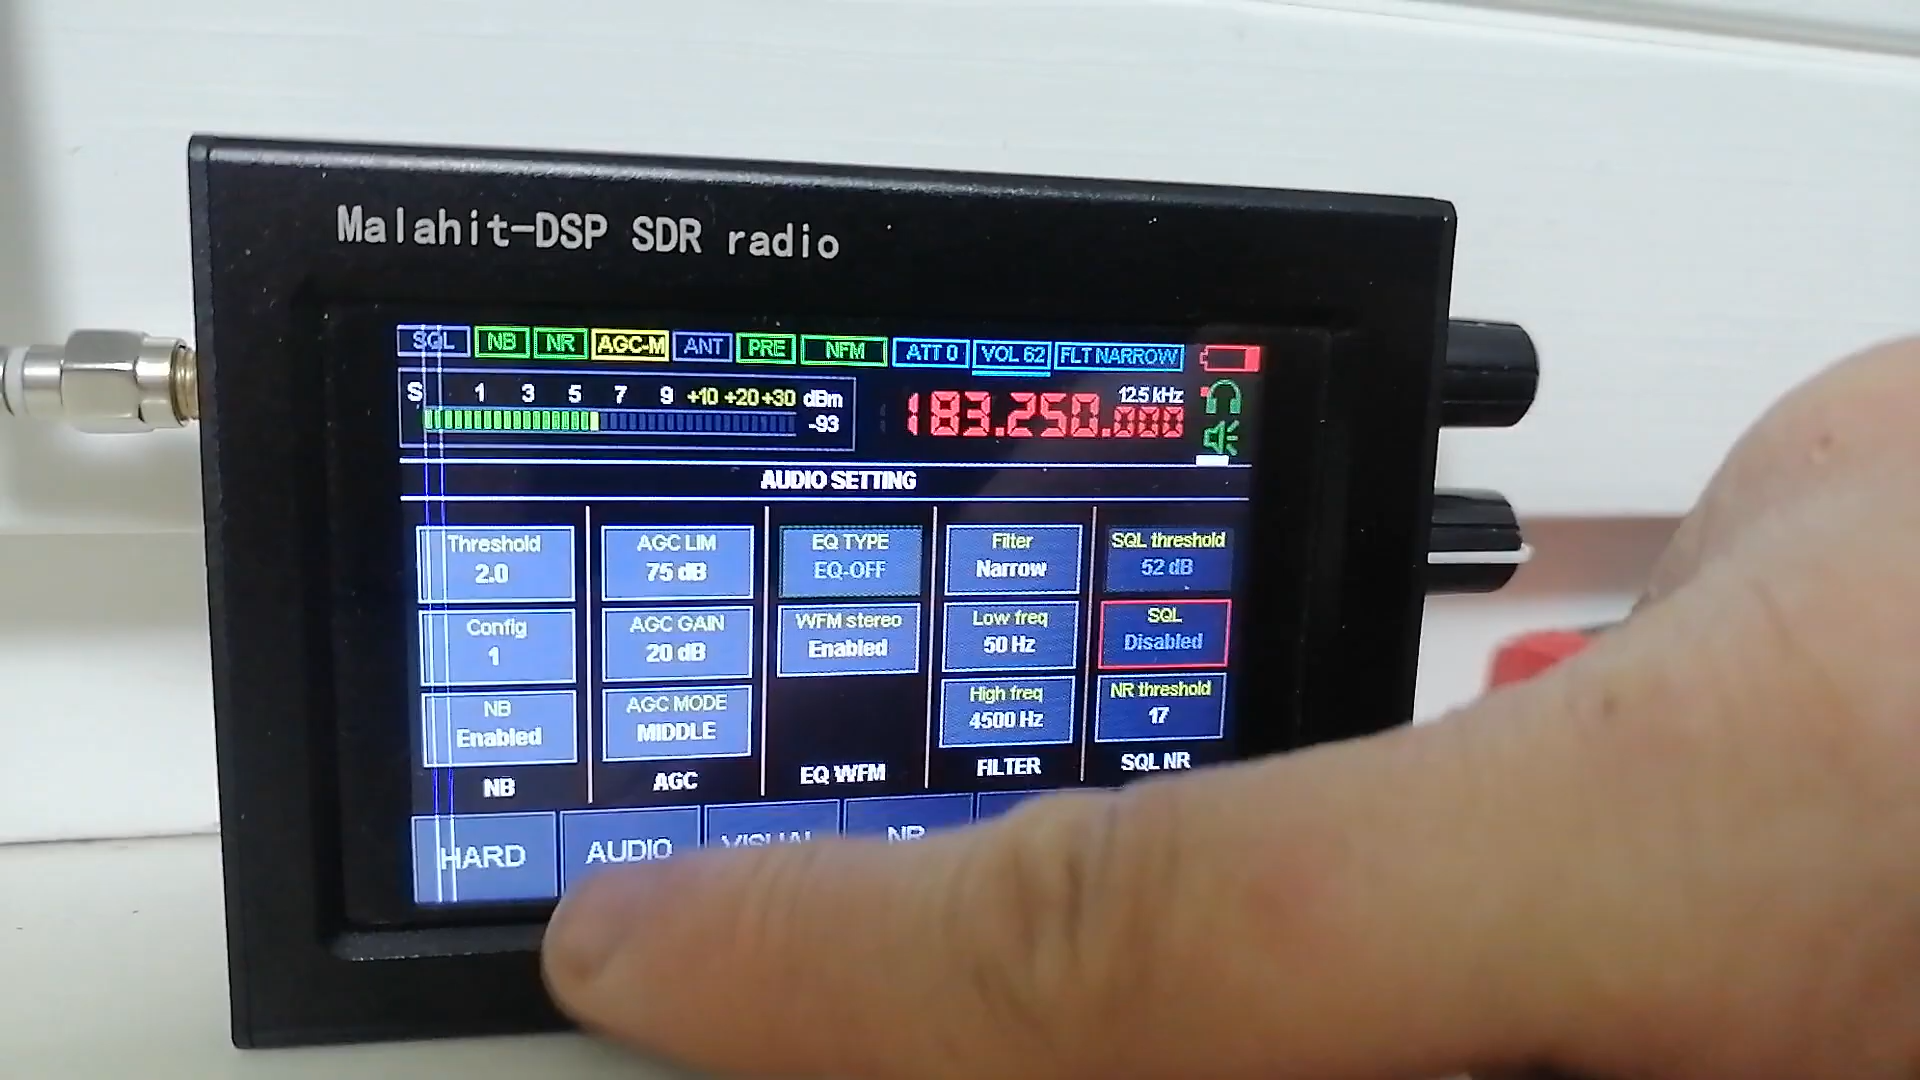 Malahit-DSP SDR radio
SQL NB NR AGC-M ANT PRE NFM ATT 0 VOL 62 FLT NARROW
S 1 3 5 7 9 +10 +20 +30 dBm
-93
12.5 kHz
183.250.000
AUDIO SETTING
Threshold
2.0
Config
1
NB
Enabled
NB
AGC LIM
75 dB
AGC GAIN
20 dB
AGC MODE
MIDDLE
AGC
EQ TYPE
EQ-OFF
WFM stereo
Enabled
EQ WFM
Filter
Narrow
Low freq
50 Hz
High freq
4500 Hz
FILTER
SQL threshold
52 dB
SQL
Disabled
NR threshold
17
SQL NR
HARD AUDIO VISUAL NR